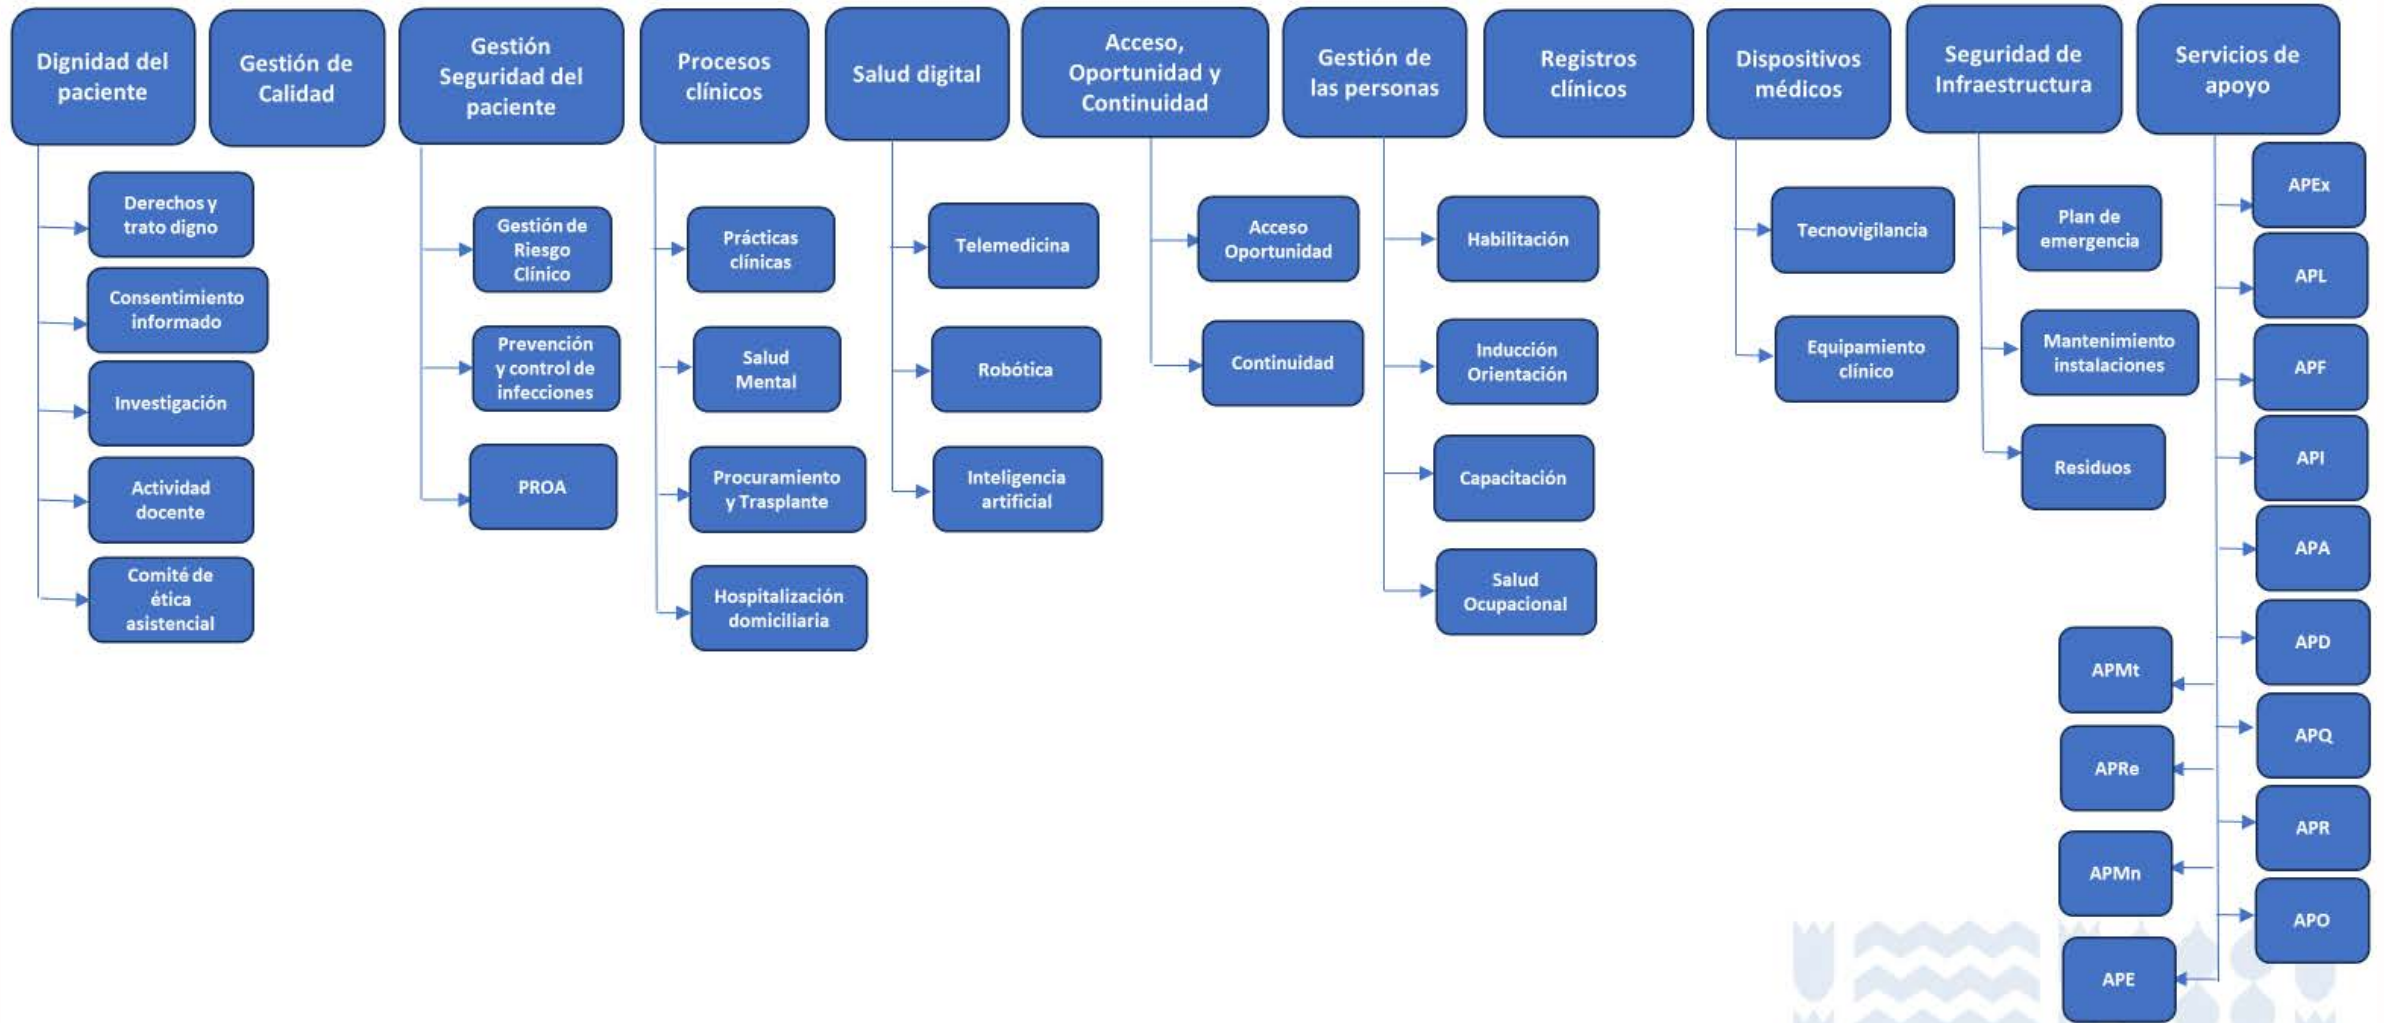 Dignidad del
paciente
Gestión de
Calidad
Gestión
Seguridad del
paciente
Procesos
clínicos
Salud digital
Acceso,
Oportunidad y
Continuidad
Gestión de
las personas
Registros
clínicos
Dispositivos
médicos
Seguridad de
Infraestructura
Servicios de
apoyo
Derechos y
trato digno
Consentimiento
informado
Investigación
Actividad
docente
Comité de
ética
asistencial
Gestión de
Riesgo
Clínico
Prevención
y control de
infecciones
PROA
Prácticas
clínicas
Salud
Mental
Procuramiento
y Trasplante
Hospitalización
domiciliaria
Telemedicina
Robótica
Inteligencia
artificial
Acceso
Oportunidad
Continuidad
Habilitación
Inducción
Orientación
Capacitación
Salud
Ocupacional
Tecnovigilancia
Equipamiento
clínico
Plan de
emergencia
Mantenimiento
instalaciones
Residuos
APEx
APL
APF
API
APA
APD
APQ
APR
APO
APMt
APRe
APMn
APE